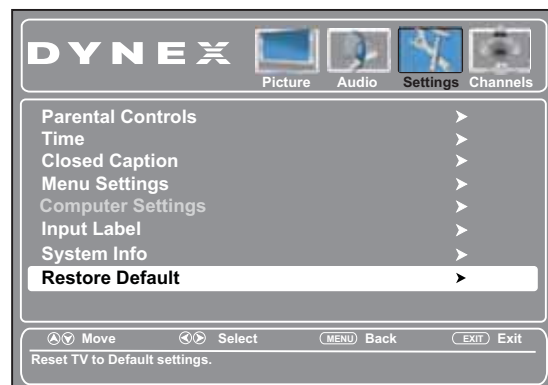 DYNEX
Picture Audio Settings Channels
Parental Controls
Time
Closed Caption
Menu Settings
Computer Settings
Input Label
System Info
Restore Default
Move Select MENU Back EXIT Exit
Reset TV to Default settings.